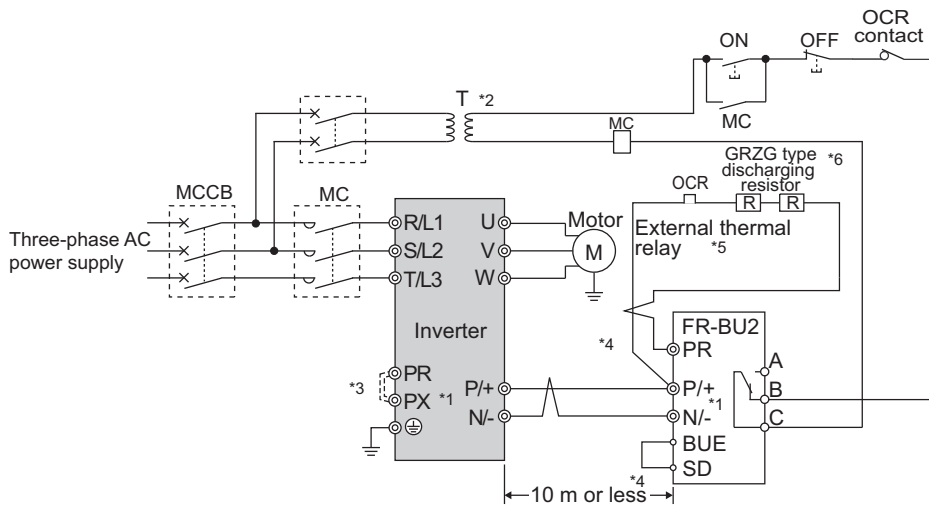 OCR
contact
ON
OFF
MC
T *2
MC
GRZG type *6
discharging
resistor
OCR
R
R
External thermal
relay *5
MCCB
MC
Three-phase AC
power supply
R/L1
S/L2
T/L3
U
V
W
Motor
M
Inverter
*3
PR
PX *1
P/+
N/-
*4
FR-BU2
PR
P/+
*1
N/-
BUE
SD
A
B
C
*4
10 m or less